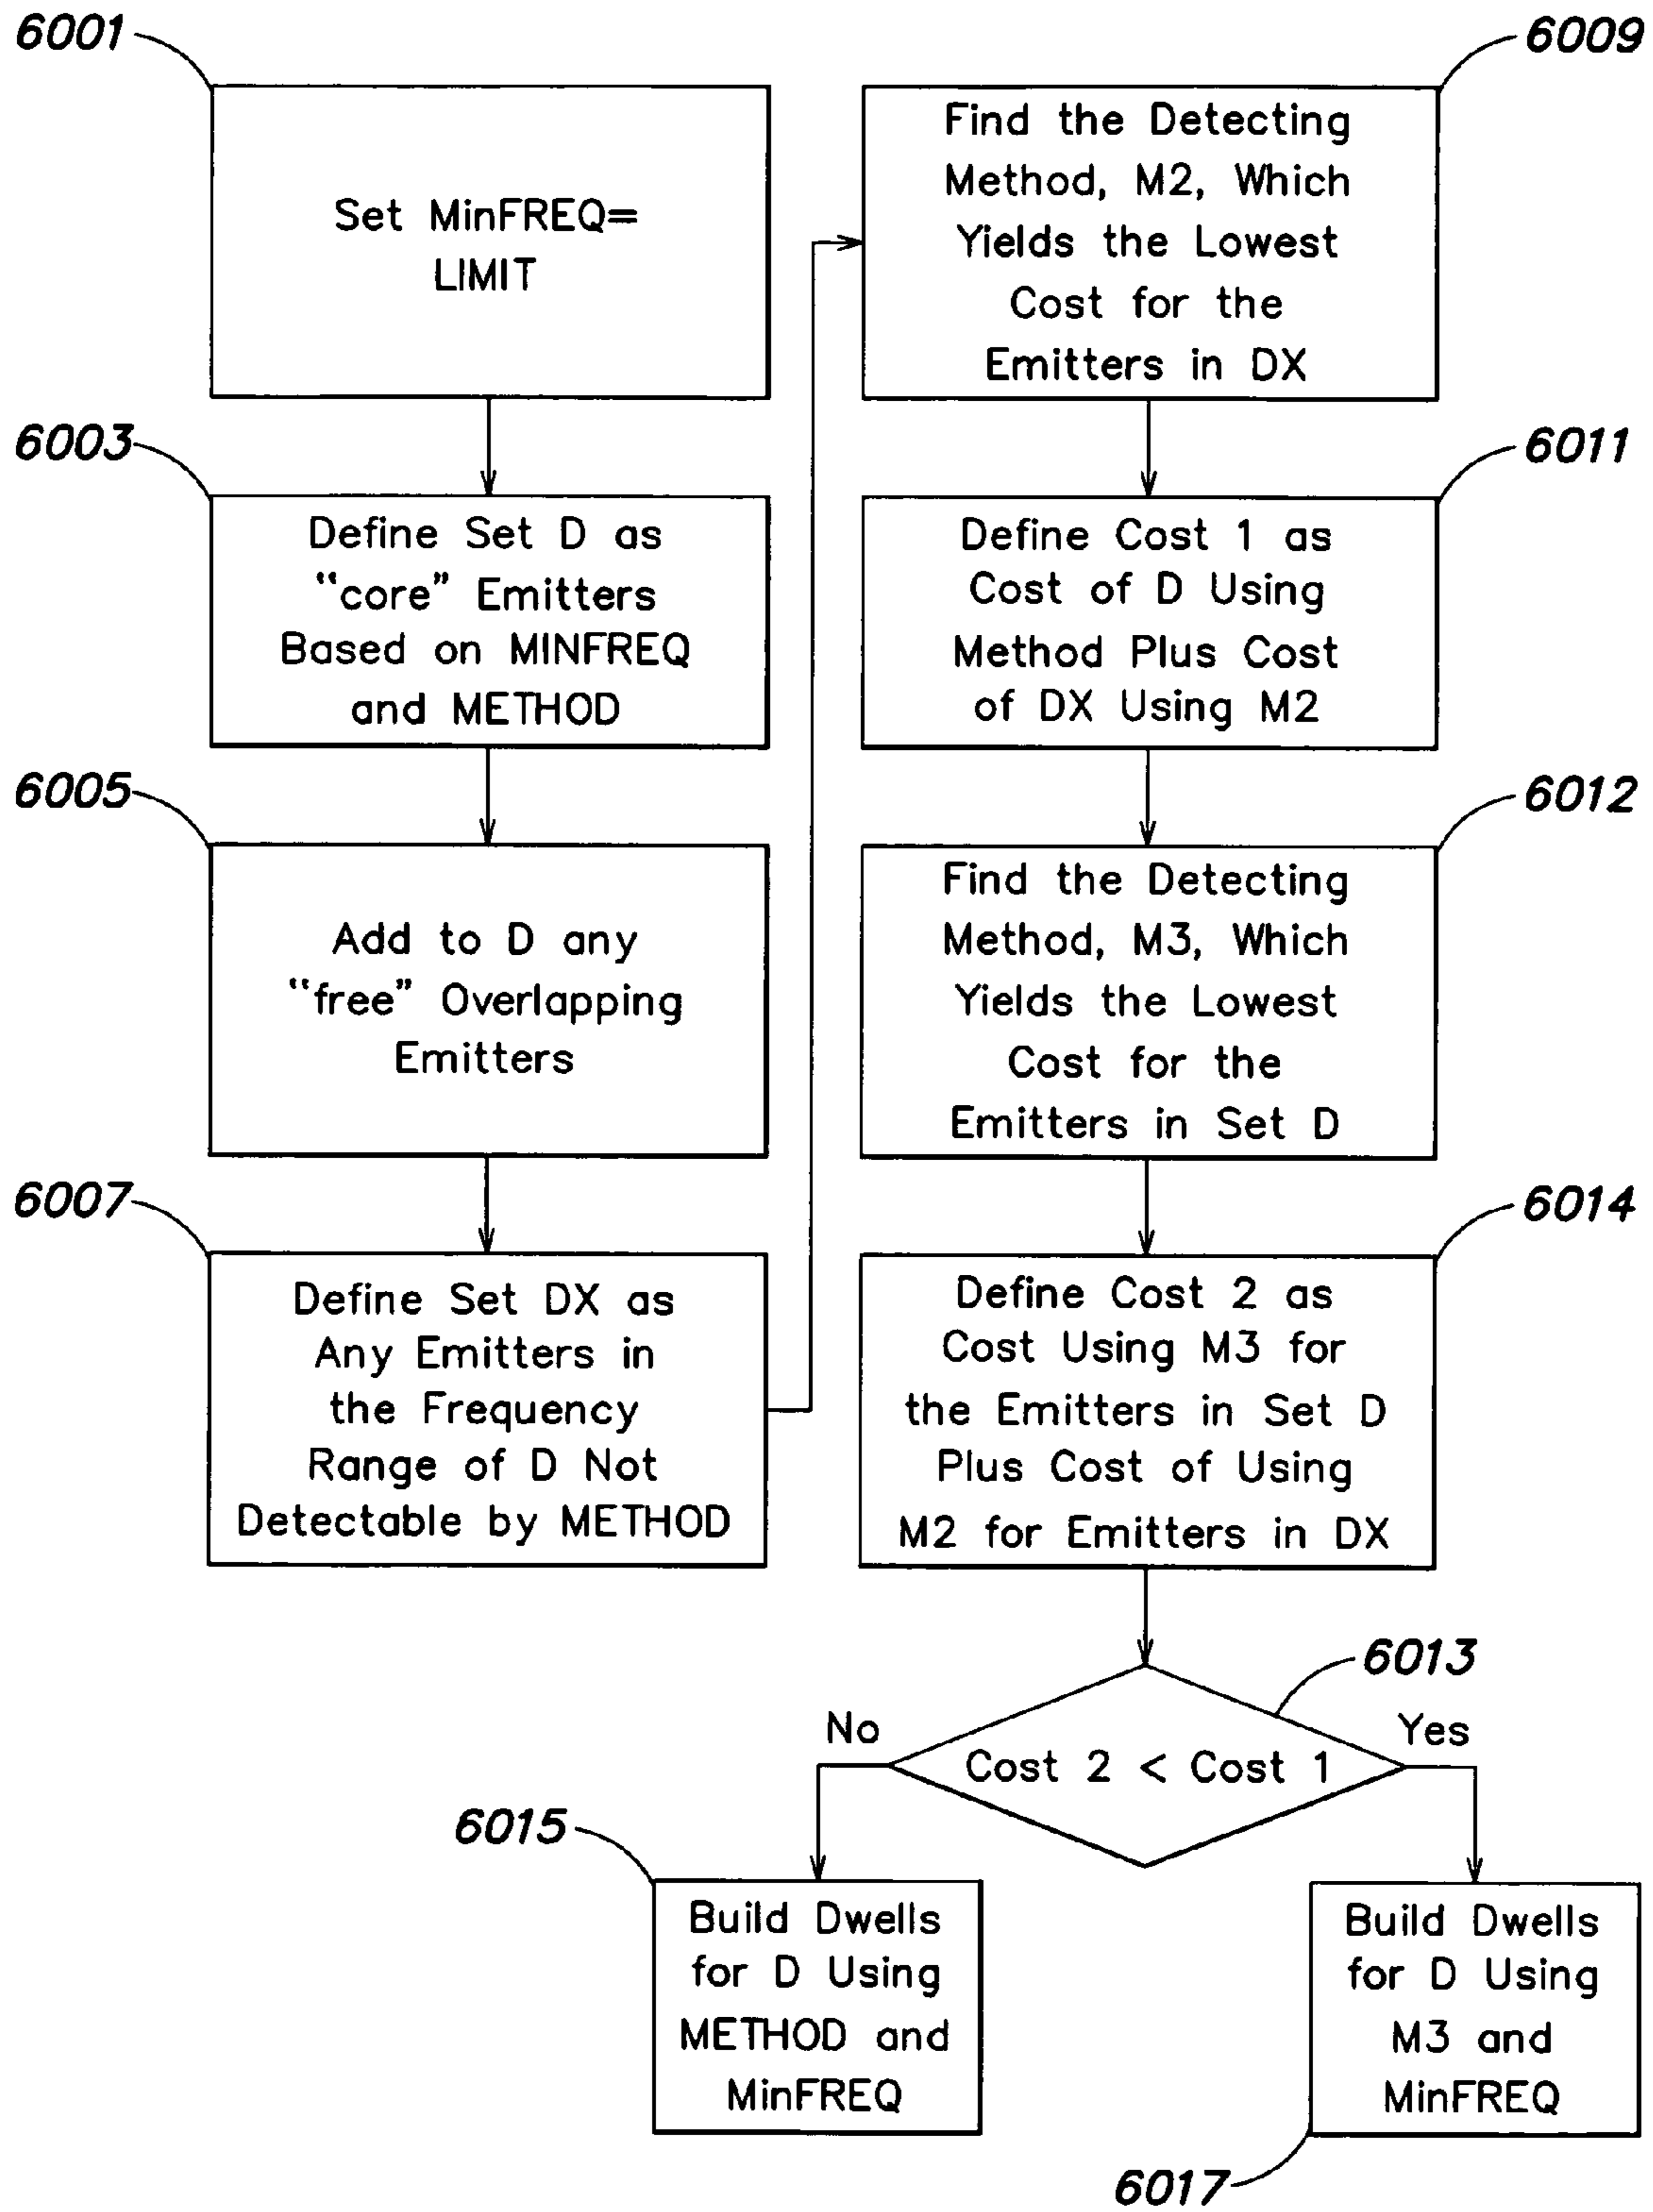 6001
Set MinFREQ=
LIMIT
6003
Define Set D as
“core” Emitters
Based on MINFREQ
and METHOD
6005
Add to D any
“free” Overlapping
Emitters
6007
Define Set DX as
Any Emitters in
the Frequency
Range of D Not
Detectable by METHOD
6009
Find the Detecting
Method, M2, Which
Yields the Lowest
Cost for the
Emitters in DX
6011
Define Cost 1 as
Cost of D Using
Method Plus Cost
of DX Using M2
6012
Find the Detecting
Method, M3, Which
Yields the Lowest
Cost for the
Emitters in Set D
6014
Define Cost 2 as
Cost Using M3 for
the Emitters in Set D
Plus Cost of Using
M2 for Emitters in DX
6013
No
Yes
Cost 2 < Cost 1
6015
Build Dwells
for D Using
METHOD and
MinFREQ
Build Dwells
for D Using
M3 and
MinFREQ
6017